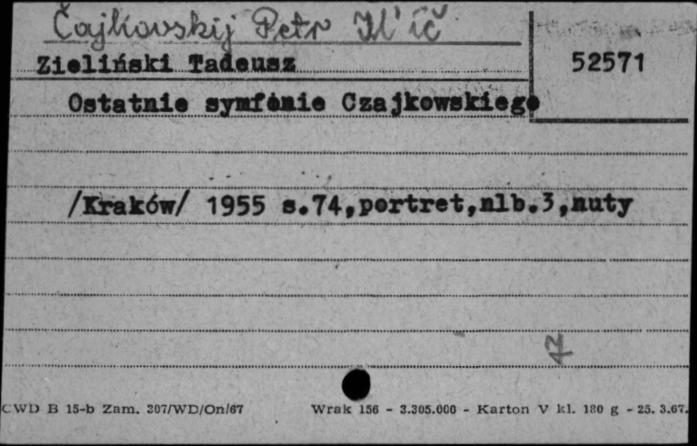 Čajkovskij Petr Il'ič
Zieliński Tadeusz
52571
Ostatnie symfonie Czajkowskiego
/Kraków/ 1955 s.74,portret,nlb.3,nuty
CWD B 15-b Zam. 307/WD/On/67 Wrak 156 - 3.305.000 - Karton V kl. 180 g - 25. 3.67.